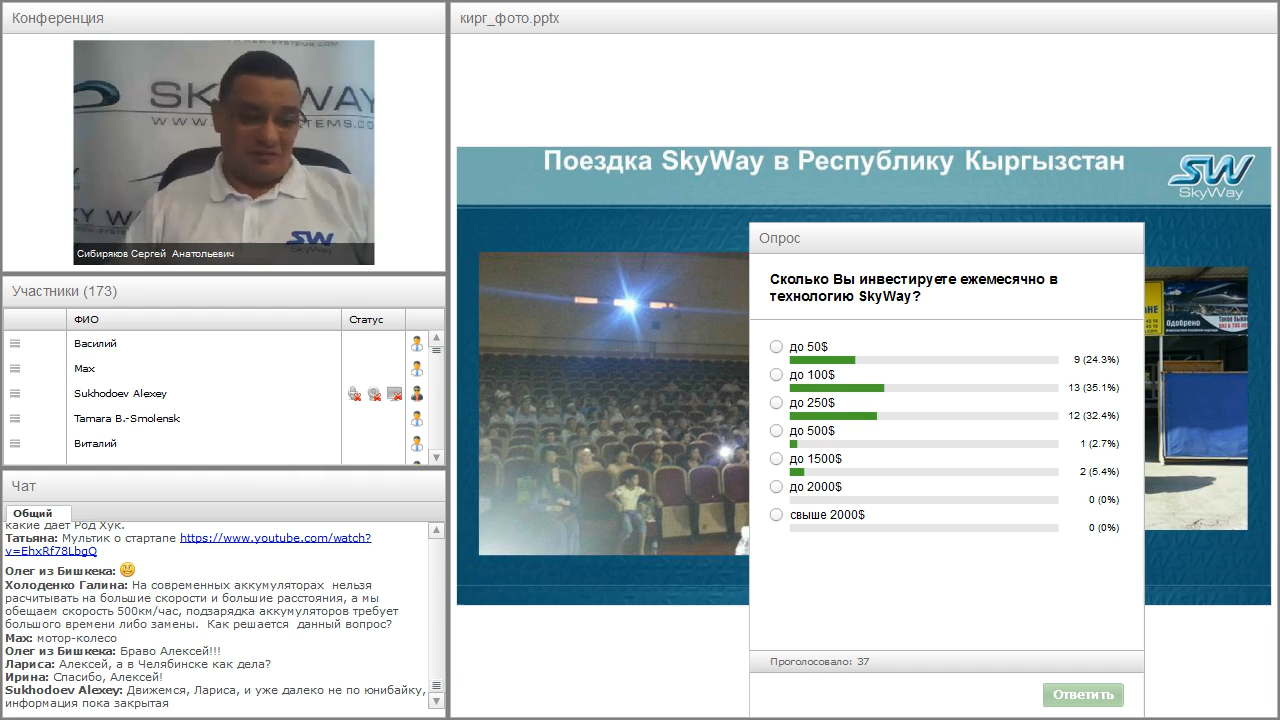 Конференция
SKYWAY
Сибиряков Сергей Анатольевич
SW
SkyWay
Участники (173)
ФИО
Статус
Василий
Max
Sukhodoev Alexey
Tamara B.-Smolensk
Виталий
Чат
Общий
какие дает Род Хук.
Татьяна: Мультик о стартапе https://www.youtube.com/watch?
v=EhxRf78LbgQ
Олег из Бишкека:
Холоденко Галина: На современных аккумуляторах нельзя
расчитывать на большие скорости и большие расстояния, а мы
обещаем скорость 500км/час, подзарядка аккумуляторов требует
большого времени либо замены. Как решается данный вопрос?
Max: мотор-колесо
Олег из Бишкека: Браво Алексей!!!
Лариса: Алексей, а в Челябинске как дела?
Ирина: Спасибо, Алексей!
Sukhodoev Alexey: Движемся, Лариса, и уже далеко не по юнибайку,
информация пока закрытая
кирг_фото.pptx
Поездка SkyWay в Республику Кыргызстан
SW
SkyWay
Одобрено
Опрос
Сколько Вы инвестируете ежемесячно в
технологию SkyWay?
до 50$
9 (24.3%)
до 100$
13 (35.1%)
до 250$
12 (32.4%)
до 500$
1 (2.7%)
до 1500$
2 (5.4%)
до 2000$
0 (0%)
свыше 2000$
0 (0%)
Проголосовало: 37
Ответить